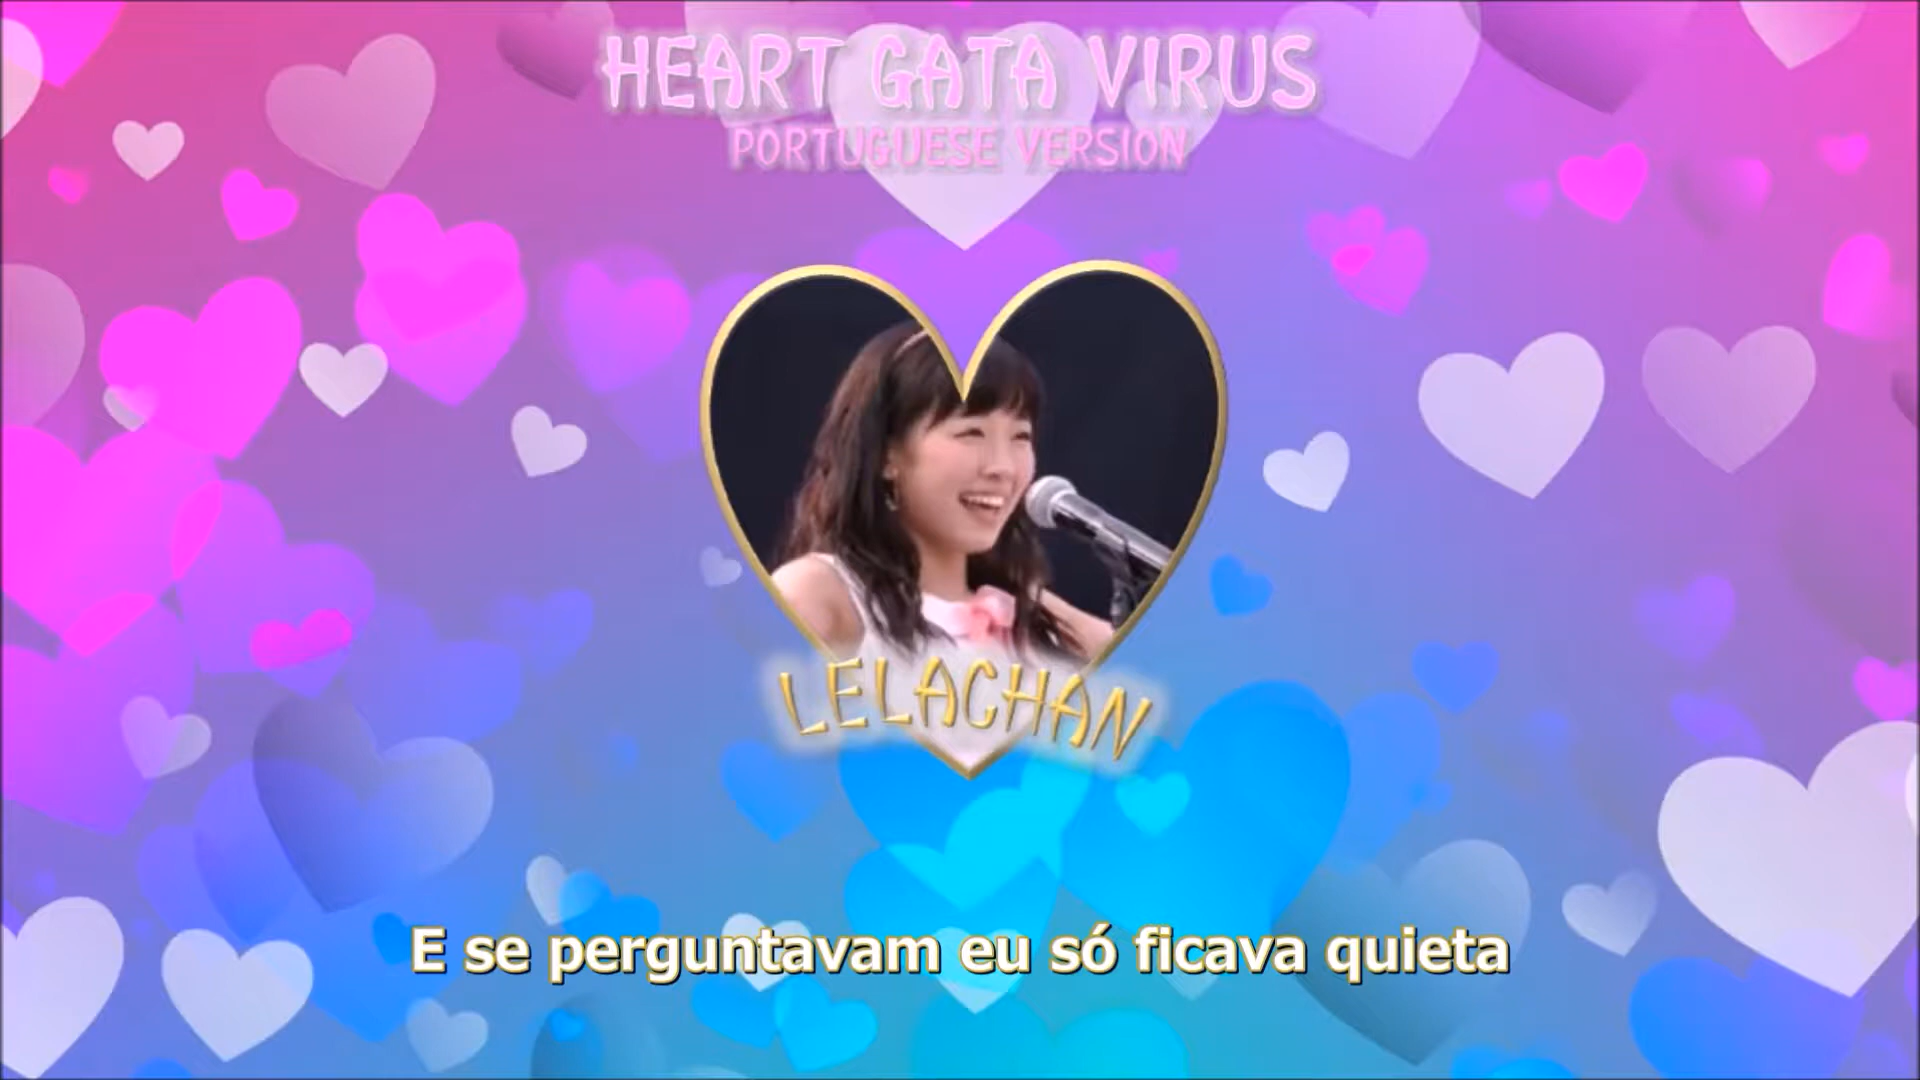 HEART GATA VIRUS
PORTUGUESE VERSION
LELACHAN
E se perguntavam eu só ficava quieta